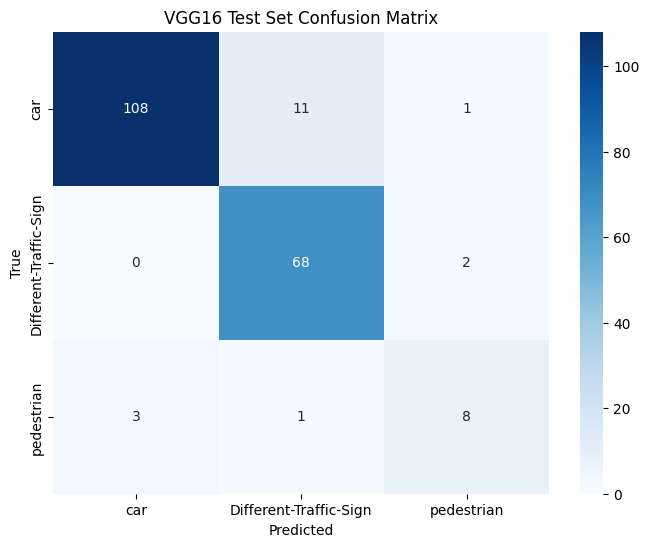 VGG16 Test Set Confusion Matrix
True
car
Different-Traffic-Sign
pedestrian
108 11 1
0 68 2
3 1 8
car Different-Traffic-Sign pedestrian
Predicted
100
80
60
40
20
0